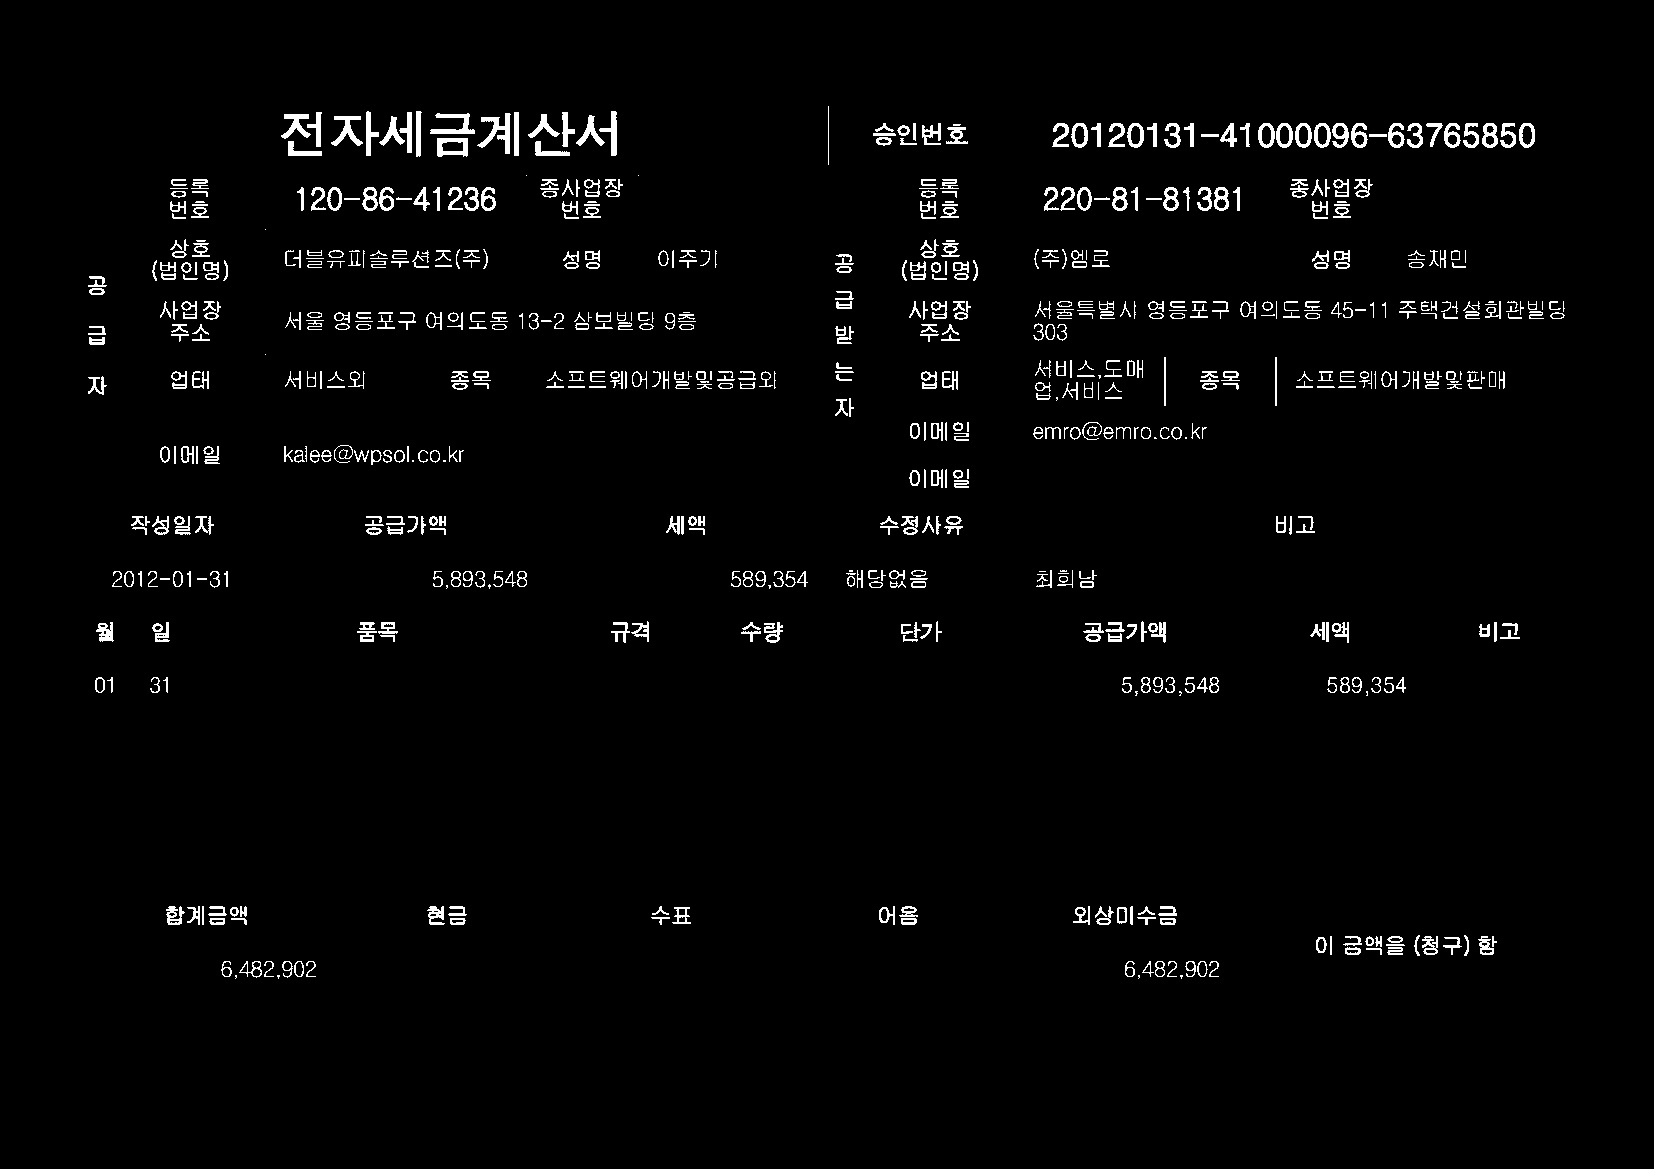 전자세금계산서 승인번호 20120131-41000096-63765850
등록번호 120-86-41236 종사업장번호 등록번호 220-81-81381 종사업장번호
공급자 공급받는자
상호(법인명) 더블유피솔루션즈(주) 성명 이주기 상호(법인명) (주)엠로 성명 송재민
사업장주소 서울 영등포구 여의도동 13-2 삼보빌딩 9층 사업장주소 서울특별시 영등포구 여의도동 45-11 주택건설회관빌딩 303
업태 서비스외 종목 소프트웨어개발및공급외 업태 서비스,도매업,서비스 종목 소프트웨어개발및판매
이메일 kalee@wpsol.co.kr 이메일 emro@emro.co.kr
이메일
작성일자 공급가액 세액 수정사유 비고
2012-01-31 5,893,548 589,354 해당없음 최희남
월 일 품목 규격 수량 단가 공급가액 세액 비고
01 31 5,893,548 589,354
합계금액 현금 수표 어음 외상미수금
이 금액을 (청구) 함
6,482,902 6,482,902